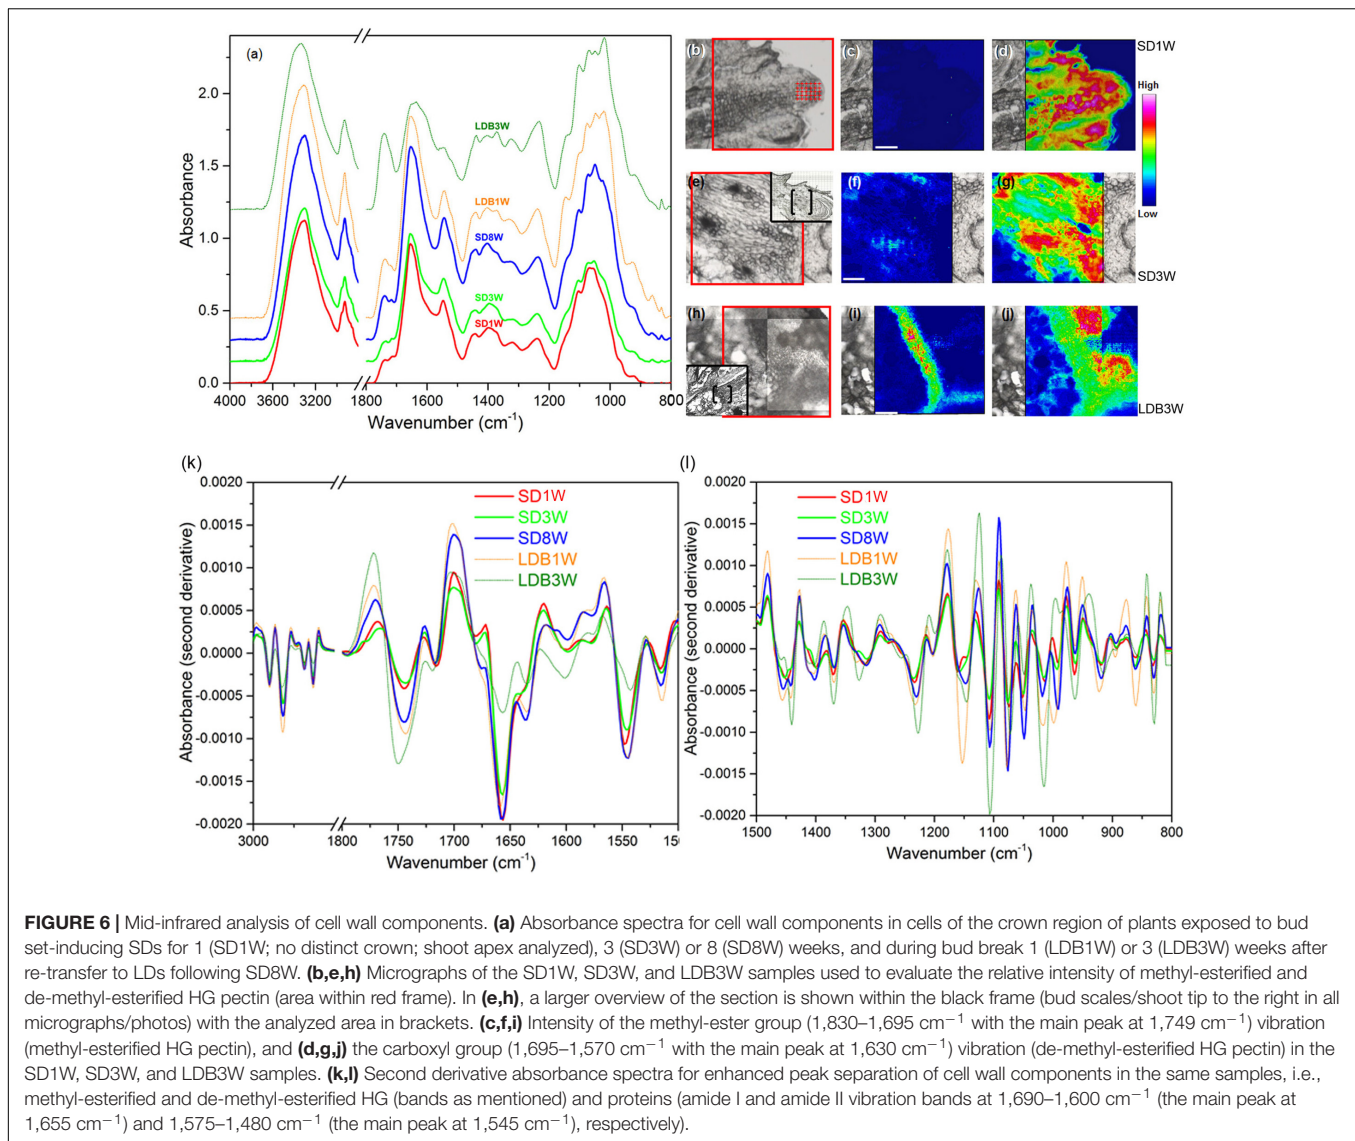 (a)
LDB3W
LDB1W
SD8W
SD3W
SD1W
Absorbance
2.0
1.5
1.0
0.5
0.0
4000 3600 3200 1800 1800 1600 1400 1200 1000 800
Wavenumber (cm-1)
(b) (c) (d) SD1W
High
Low
(e) (f) (g)
SD3W
(h) (i) (j)
LDB3W
(k)
SD1W
SD3W
SD8W
LDB1W
LDB3W
Absorbance (second derivative)
0.0020
0.0015
0.0010
0.0005
0.0000
-0.0005
-0.0010
-0.0015
-0.0020
3000 1800 1750 1700 1650 1600 1550 150
Wavenumber (cm-1)
(l)
SD1W
SD3W
SD8W
LDB1W
LDB3W
Absorbance (second derivative)
0.0020
0.0015
0.0010
0.0005
0.0000
-0.0005
-0.0010
-0.0015
-0.0020
1500 1400 1300 1200 1100 1000 900 800
Wavenumber (cm-1)
FIGURE 6 | Mid-infrared analysis of cell wall components. (a) Absorbance spectra for cell wall components in cells of the crown region of plants exposed to bud
set-inducing SDs for 1 (SD1W; no distinct crown; shoot apex analyzed), 3 (SD3W) or 8 (SD8W) weeks, and during bud break 1 (LDB1W) or 3 (LDB3W) weeks after
re-transfer to LDs following SD8W. (b,e,h) Micrographs of the SD1W, SD3W, and LDB3W samples used to evaluate the relative intensity of methyl-esterified and
de-methyl-esterified HG pectin (area within red frame). In (e,h), a larger overview of the section is shown within the black frame (bud scales/shoot tip to the right in all
micrographs/photos) with the analyzed area in brackets. (c,f,i) Intensity of the methyl-ester group (1,830–1,695 cm−1 with the main peak at 1,749 cm−1) vibration
(methyl-esterified HG pectin), and (d,g,j) the carboxyl group (1,695–1,570 cm−1 with the main peak at 1,630 cm−1) vibration (de-methyl-esterified HG pectin) in the
SD1W, SD3W, and LDB3W samples. (k,l) Second derivative absorbance spectra for enhanced peak separation of cell wall components in the same samples, i.e.,
methyl-esterified and de-methyl-esterified HG (bands as mentioned) and proteins (amide I and amide II vibration bands at 1,690–1,600 cm−1 (the main peak at
1,655 cm−1) and 1,575–1,480 cm−1 (the main peak at 1,545 cm−1), respectively).